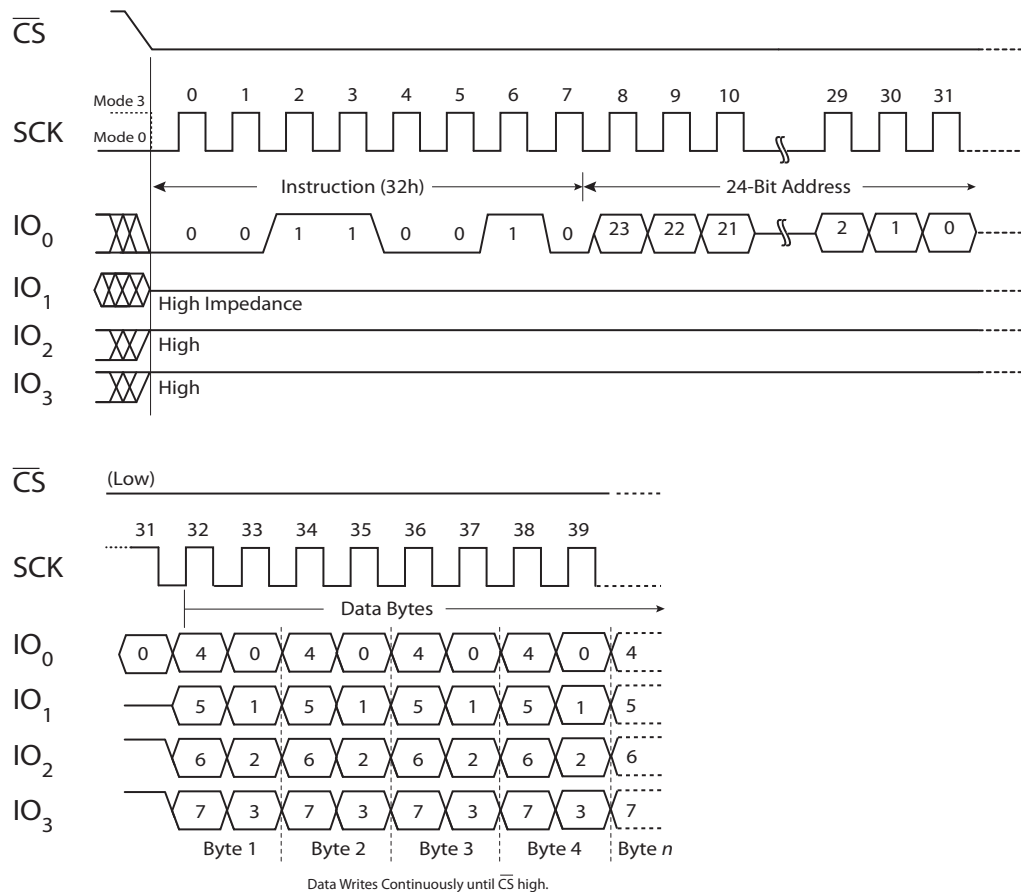 CS
Mode 3
0 1 2 3 4 5 6 7 8 9 10 29 30 31
SCK
Mode 0
Instruction (32h)
24-Bit Address
IO0
0 0 1 1 0 0 1 0 23 22 21 2 1 0
IO1
High Impedance
IO2
High
IO3
High
CS
(Low)
31 32 33 34 35 36 37 38 39
SCK
Data Bytes
IO0
0 4 0 4 0 4 0 4 0 4
IO1
5 1 5 1 5 1 5 1 5
IO2
6 2 6 2 6 2 6 2 6
IO3
7 3 7 3 7 3 7 3 7
Byte 1 Byte 2 Byte 3 Byte 4 Byte n
Data Writes Continuously until CS high.